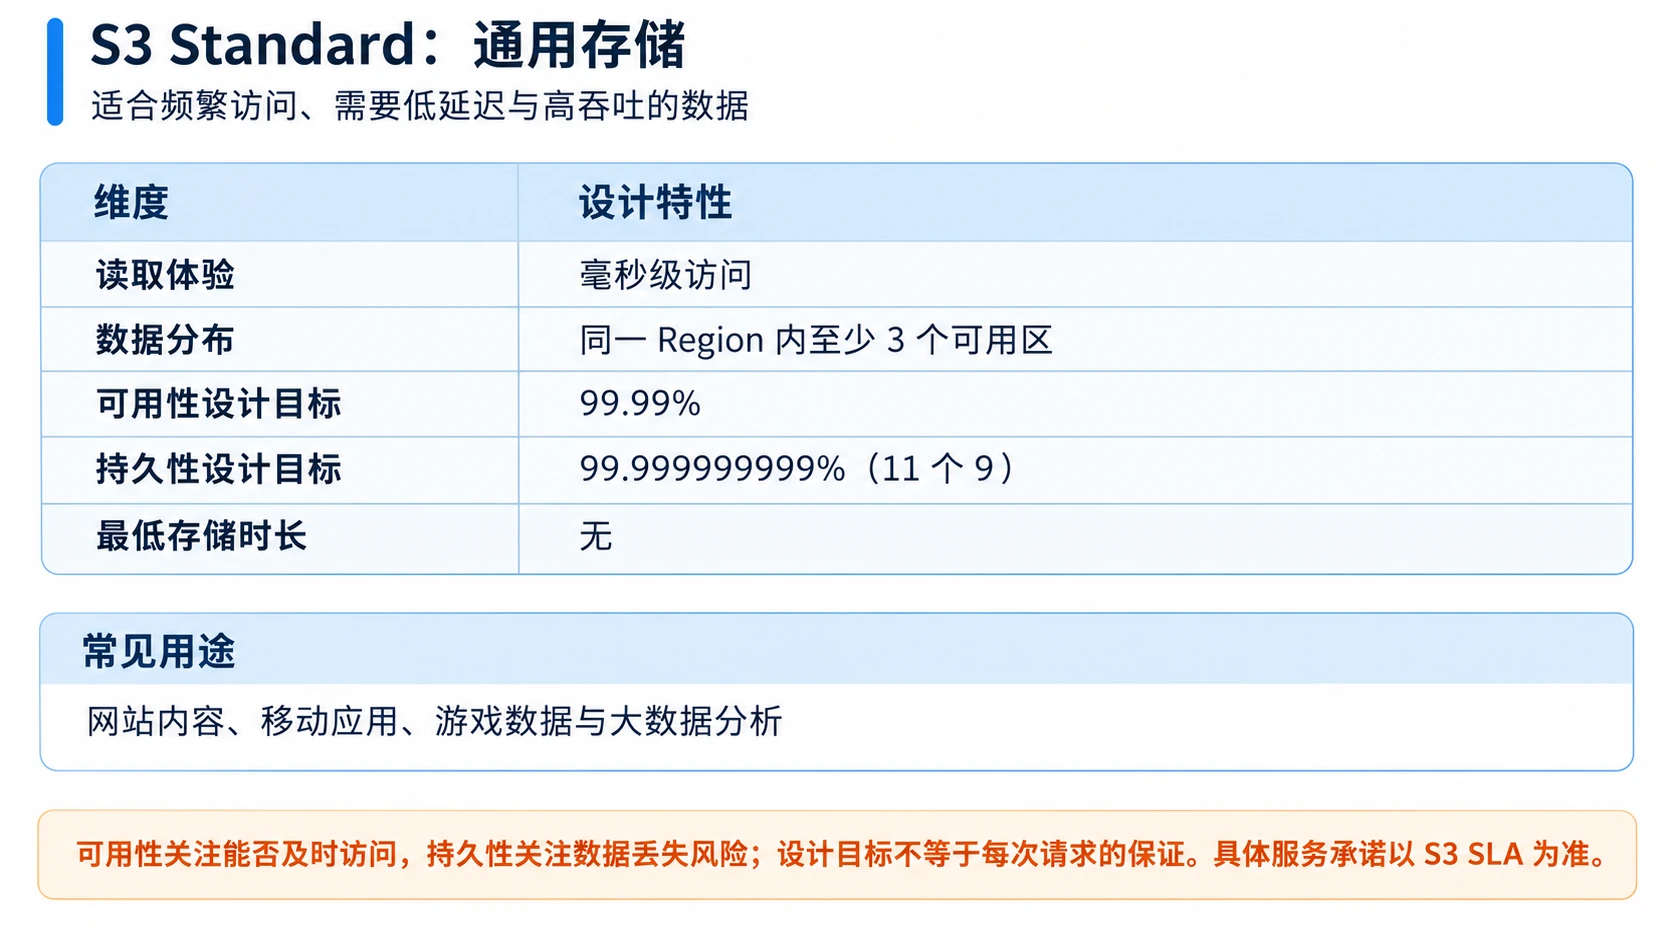 S3 Standard：通用存储
适合频繁访问、需要低延迟与高吞吐的数据
维度 设计特性
读取体验 毫秒级访问
数据分布 同一 Region 内至少 3 个可用区
可用性设计目标 99.99%
持久性设计目标 99.999999999%（11 个 9）
最低存储时长 无
常见用途
网站内容、移动应用、游戏数据与大数据分析
可用性关注能否及时访问，持久性关注数据丢失风险；设计目标不等于每次请求的保证。具体服务承诺以 S3 SLA 为准。